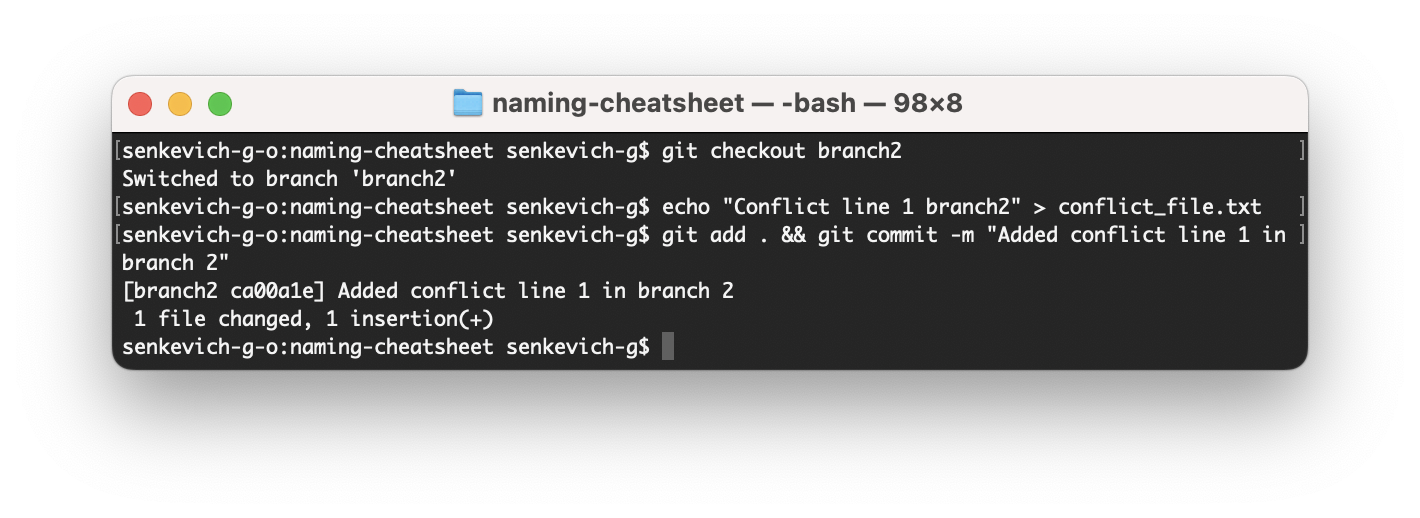 naming-cheatsheet — -bash — 98×8
[senkevich-g-o:naming-cheatsheet senkevich-g$ git checkout branch2 ]
Switched to branch 'branch2'
[senkevich-g-o:naming-cheatsheet senkevich-g$ echo "Conflict line 1 branch2" > conflict_file.txt ]
[senkevich-g-o:naming-cheatsheet senkevich-g$ git add . && git commit -m "Added conflict line 1 in ]
branch 2"
[branch2 ca00a1e] Added conflict line 1 in branch 2
 1 file changed, 1 insertion(+)
senkevich-g-o:naming-cheatsheet senkevich-g$